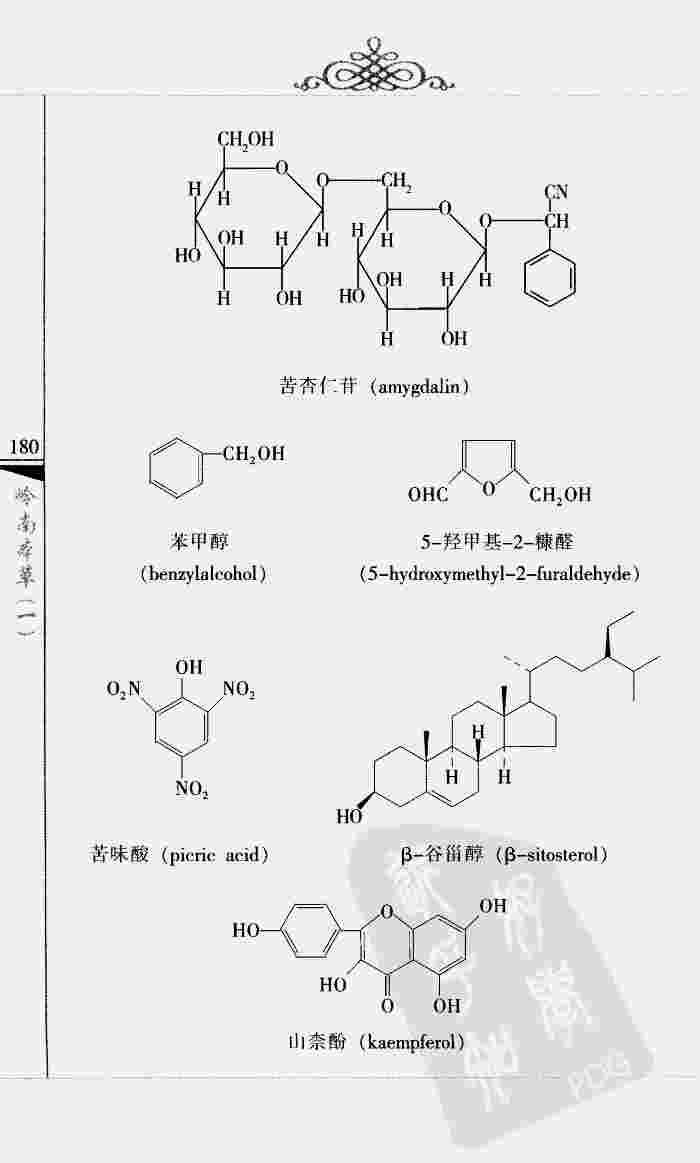 CH₂OH
O
O
CH₂
H
H
O
O
CN
CH
OH
H
H
H
H
HO
OH
H
H
H
OH
HO
H
OH
苦杏仁苷 (amygdalin)
180
岭南本草(一)
CH₂OH
OHC
O
CH₂OH
苯甲醇
5-羟甲基-2-糠醛
(benzylalcohol)
(5-hydroxymethyl-2-furaldehyde)
OH
O₂N
NO₂
NO₂
H
H
H
HO
苦味酸 (picric acid)
β-谷甾醇 (β-sitosterol)
HO
O
OH
HO
O
OH
山柰酚 (kaempferol)
PDG